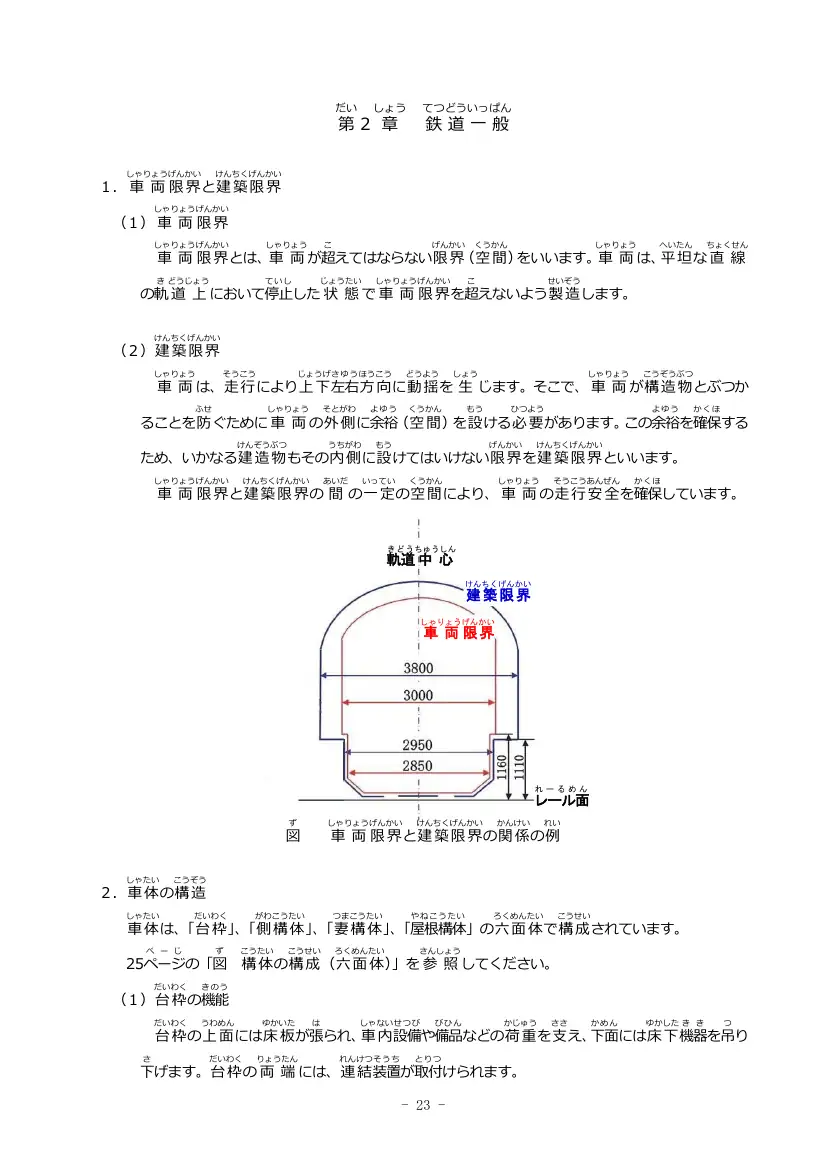 第2章　鉄道一般
1．車両限界と建築限界
（1）車両限界
車両限界とは、車両が超えてはならない限界（空間）をいいます。車両は、平坦な直線
の軌道上において停止した状態で車両限界を超えないよう製造します。
（2）建築限界
車両は、走行により上下左右方向に動揺を生じます。そこで、車両が構造物とぶつか
ることを防ぐために車両の外側に余裕（空間）を設ける必要があります。この余裕を確保する
ため、いかなる建造物もその内側に設けてはいけない限界を建築限界といいます。
車両限界と建築限界の間の一定の空間により、車両の走行安全を確保しています。
軌道中心
建築限界
車両限界
3800
3000
2950
2850
1160
1110
レール面
図　車両限界と建築限界の関係の例
2．車体の構造
車体は、「台枠」、「側構体」、「妻構体」、「屋根構体」の六面体で構成されています。
25ページの「図　構体の構成（六面体）」を参照してください。
（1）台枠の機能
台枠の上面には床板が張られ、車内設備や備品などの荷重を支え、下面には床下機器を吊り
下げます。台枠の両端には、連結装置が取付けられます。
- 23 -